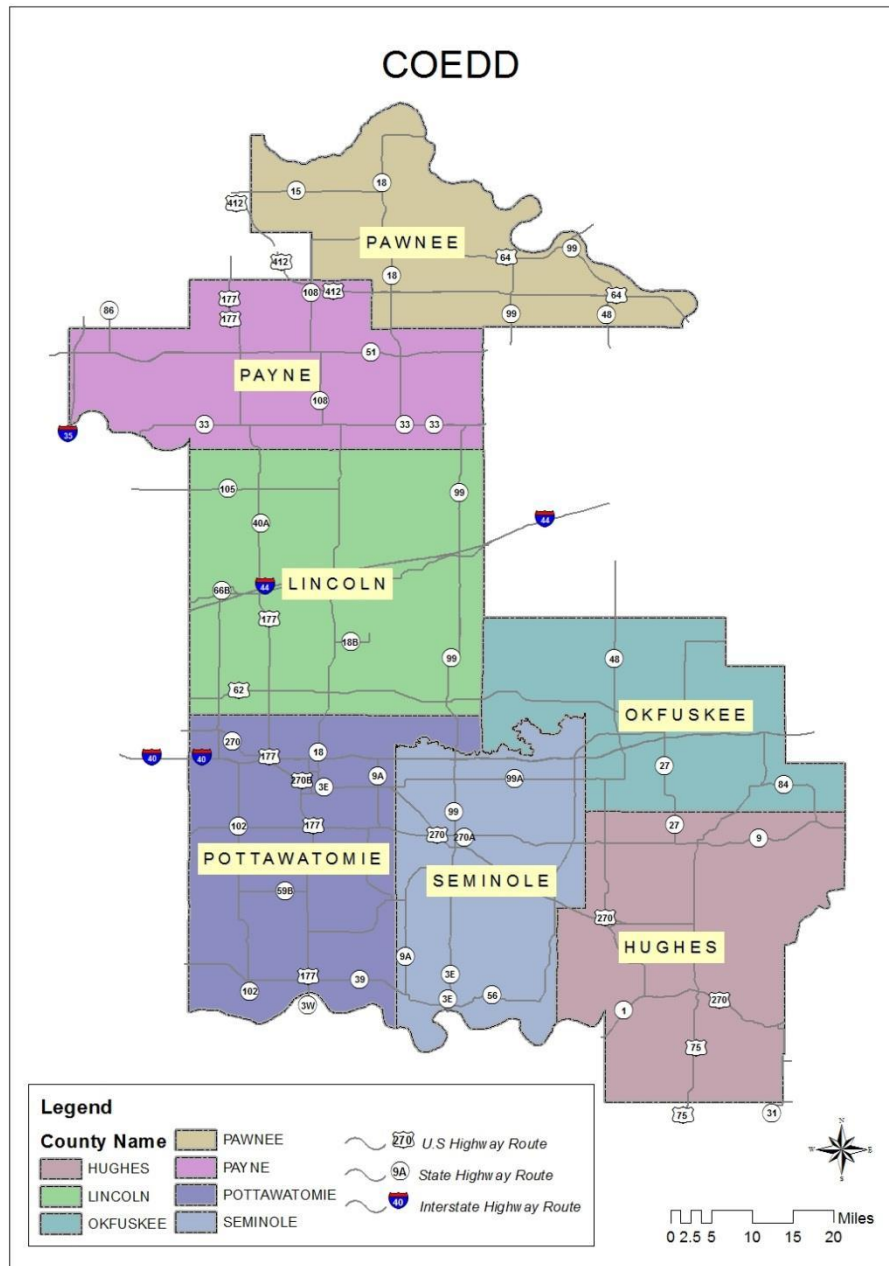 COEDD
15
18
412
PAWNEE
99
412
64
18
177
108
412
64
86
177
99
48
51
PAYNE
108
33
33
33
35
105
99
40A
44
LINCOLN
66B
44
177
18B
99
48
62
OKFUSKEE
270
18
40
40
177
270B
9A
99A
27
3E
84
99
102
177
270
270A
27
9
POTTAWATOMIE
SEMINOLE
59B
270
HUGHES
9A
3E
177
39
102
56
3E
270
3W
1
75
75
31
Legend
County Name
HUGHES
LINCOLN
OKFUSKEE
PAWNEE
PAYNE
POTTAWATOMIE
SEMINOLE
270 U.S Highway Route
9A State Highway Route
40 Interstate Highway Route
N
W E
S
Miles
0 2.5 5 10 15 20